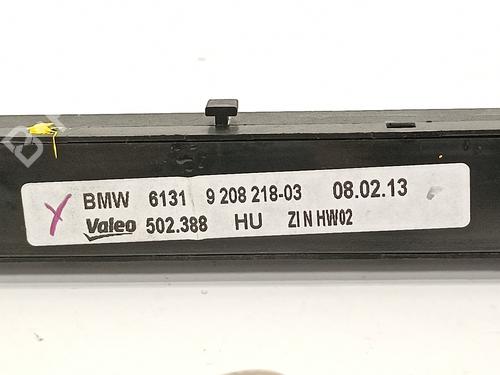 BMW 6131 9 208 218-03 08.02.13
Valeo 502.388 HU ZI N HW02